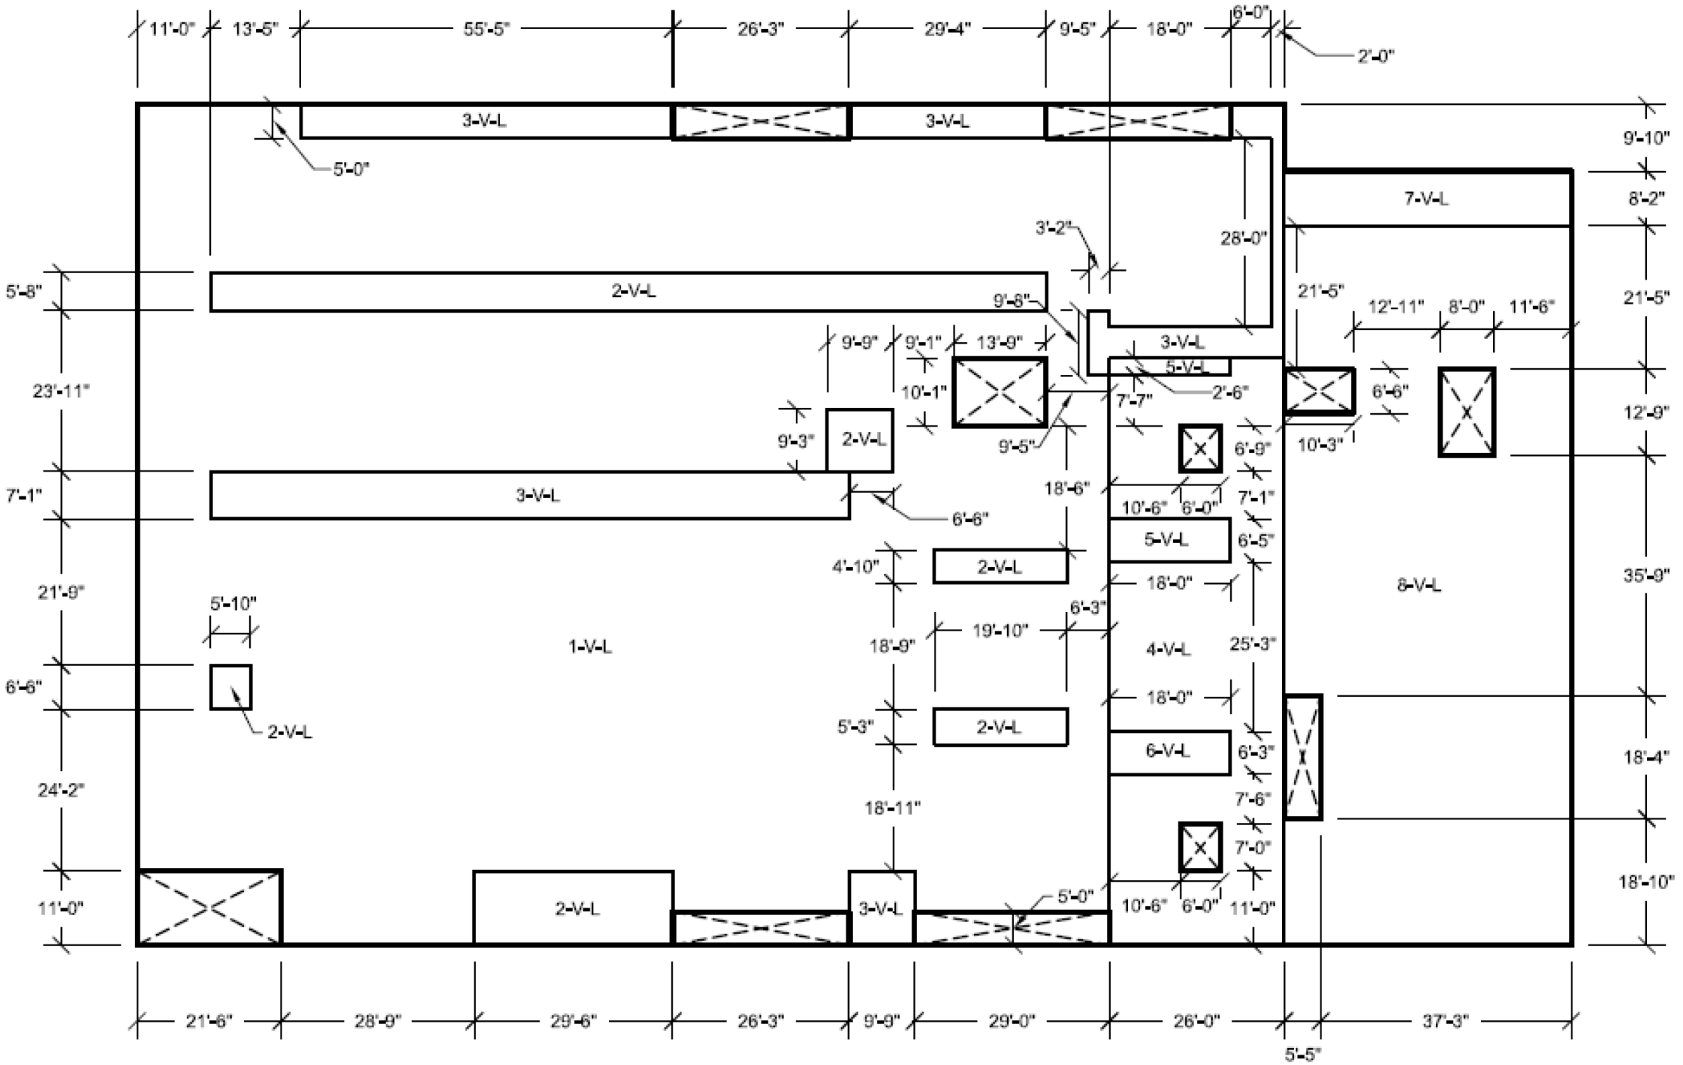 11'-0" 13'-5" 55'-5" 26'-3" 29'-4" 9'-5" 18'-0" 6'-0"
2'-0"
3-V-L 3-V-L
9'-10"
5'-0"
7-V-L 8'-2"
3'-2" 28'-0"
5'-8" 2-V-L 21'-5" 21'-5"
9'-8" 12'-11" 8'-0" 11'-6"
9'-9" 9'-1" 13'-9" 3-V-L
5-V-L
23'-11" 10'-1" 7'-7" 2'-6" 6'-6" 12'-9"
9'-3" 2-V-L 9'-5" 6'-9" 10'-3"
7'-1" 3-V-L 18'-6" 7'-1"
6'-6" 10'-6" 6'-0"
5-V-L 6'-5"
21'-9" 4'-10" 2-V-L 18'-0" 8-V-L 35'-9"
5'-10" 6'-3"
1-V-L 18'-9" 19'-10" 4-V-L 25'-3"
6'-6" 18'-0"
2-V-L 5'-3" 2-V-L 6-V-L 6'-3" 18'-4"
24'-2" 18'-11" 7'-6"
7'-0"
11'-0" 2-V-L 3-V-L 5'-0" 10'-6" 6'-0" 11'-0" 18'-10"
21'-6" 28'-9" 29'-6" 26'-3" 9'-9" 29'-0" 26'-0" 37'-3"
5'-5"